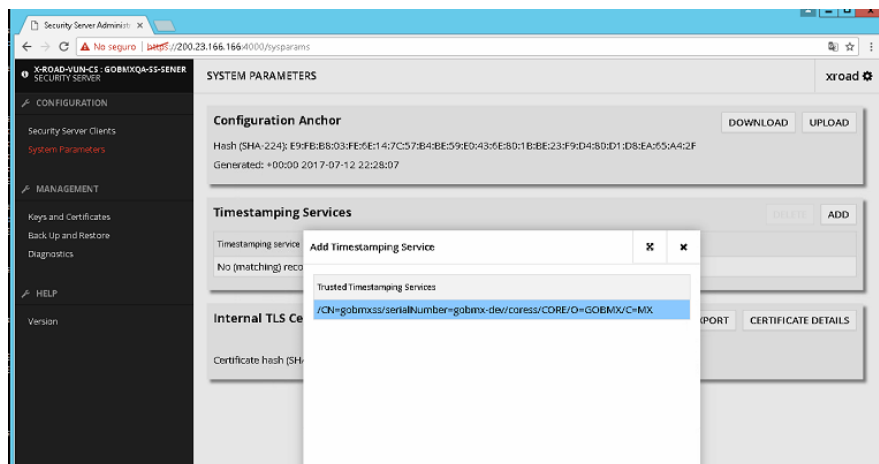 Security Server Administ
No seguro | https://200.23.166.166:4000/sysparams
X-ROAD-VUN-CS : GOBMXQA-SS-SENER
SECURITY SERVER
SYSTEM PARAMETERS
xroad
CONFIGURATION
Security Server Clients
System Parameters
MANAGEMENT
Keys and Certificates
Back Up and Restore
Diagnostics
HELP
Version
Configuration Anchor
DOWNLOAD
UPLOAD
Hash (SHA-224): E9:FB:B8:03:FE:6E:14:7C:57:B4:BE:59:E0:43:6E:80:1B:BE:23:F9:D4:80:D1:D8:EA:65:A4:2F
Generated: +00:00 2017-07-12 22:28:07
Timestamping Services
DELETE
ADD
Timestamping service
No (matching) reco
Add Timestamping Service
Trusted Timestamping Services
/CN=gobmxss/serialNumber=gobmx-dev/coress/CORE/O=GOBMX/C=MX
Internal TLS Ce
PORT
CERTIFICATE DETAILS
Certificate hash (SH